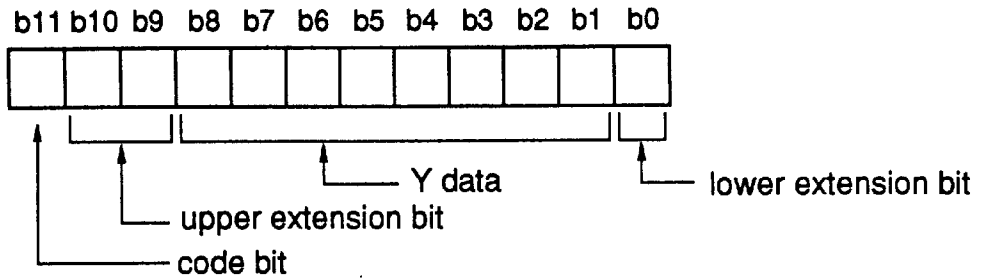 b11 b10 b9 b8 b7 b6 b5 b4 b3 b2 b1 b0
Y data
lower extension bit
upper extension bit
code bit